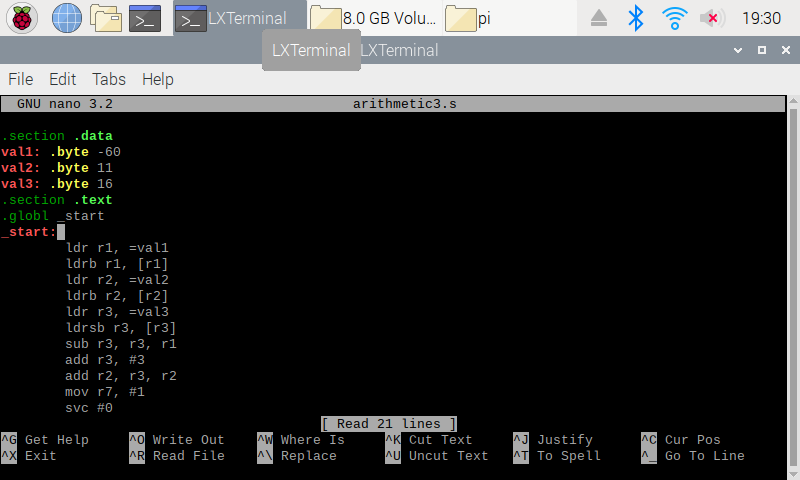 LXTerminal 8.0 GB Volu... pi 19:30
LXTerminal LXTerminal
File Edit Tabs Help
GNU nano 3.2 arithmetic3.s
.section .data
val1: .byte -60
val2: .byte 11
val3: .byte 16
.section .text
.globl _start
_start:
ldr r1, =val1
ldrb r1, [r1]
ldr r2, =val2
ldrb r2, [r2]
ldr r3, =val3
ldrsb r3, [r3]
sub r3, r3, r1
add r3, #3
add r2, r3, r2
mov r7, #1
svc #0
[ Read 21 lines ]
^G Get Help ^O Write Out ^W Where Is ^K Cut Text ^J Justify ^C Cur Pos
^X Exit ^R Read File ^\ Replace ^U Uncut Text ^T To Spell ^_ Go To Line